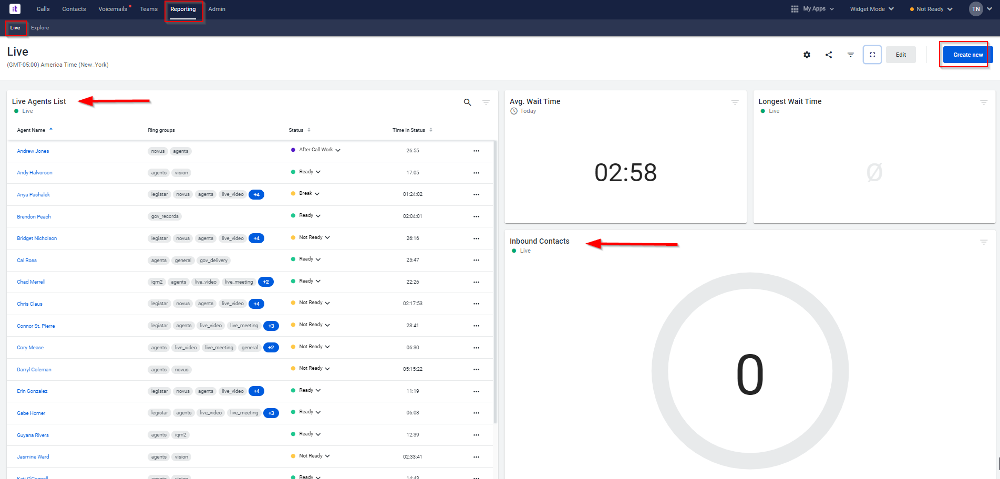 Calls Contacts Voicemails Teams Reporting Admin My Apps Widget Mode Not Ready TN
Live Explore
Live
(GMT-05:00) America Time (New_York)
Edit Create new
Live Agents List
Live
Agent Name Ring groups Status Time in Status
Andrew Jones novus agents After Call Work 26:55
Andy Halvorson agents vision Ready 17:05
Anya Pashalek legistar novus agents live_video +4 Break 01:24:02
Brendon Peach gov_records Ready 02:04:01
Bridget Nicholson legistar novus agents live_video +4 Not Ready 26:16
Cal Ross agents general gov_delivery Ready 25:47
Chad Merrell iqm2 agents live_video live_meeting +2 Ready 22:26
Chris Claus legistar novus agents live_video +4 Not Ready 02:17:53
Connor St. Pierre legistar agents live_video live_meeting +3 Not Ready 23:41
Cory Mease agents live_video live_meeting general +2 Not Ready 06:30
Darryl Coleman agents novus Not Ready 05:15:22
Erin Gonzalez legistar novus agents live_video +4 Ready 11:19
Gabe Horner legistar agents live_video live_meeting +3 Ready 06:08
Guyana Rivers agents iqm2 Ready 12:39
Jasmine Ward agents vision Not Ready 02:33:41
Kati O'Connell agents vision Ready 14:43
Avg. Wait Time
Today
02:58
Longest Wait Time
Live
Ø
Inbound Contacts
Live
0